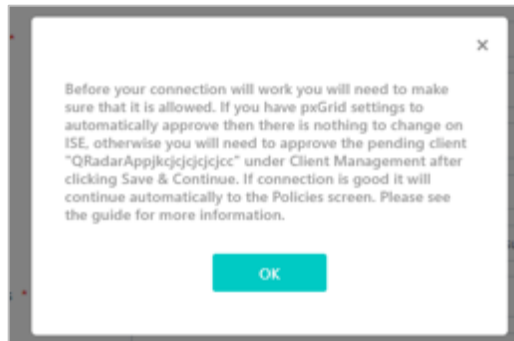 ×
Before your connection will work you will need to make
sure that it is allowed. If you have pxGrid settings to
automatically approve then there is nothing to change on
ISE, otherwise you will need to approve the pending client
"QRadarAppjkcjcjcjcjcc" under Client Management after
clicking Save & Continue. If connection is good it will
continue automatically to the Policies screen. Please see
the guide for more information.
OK